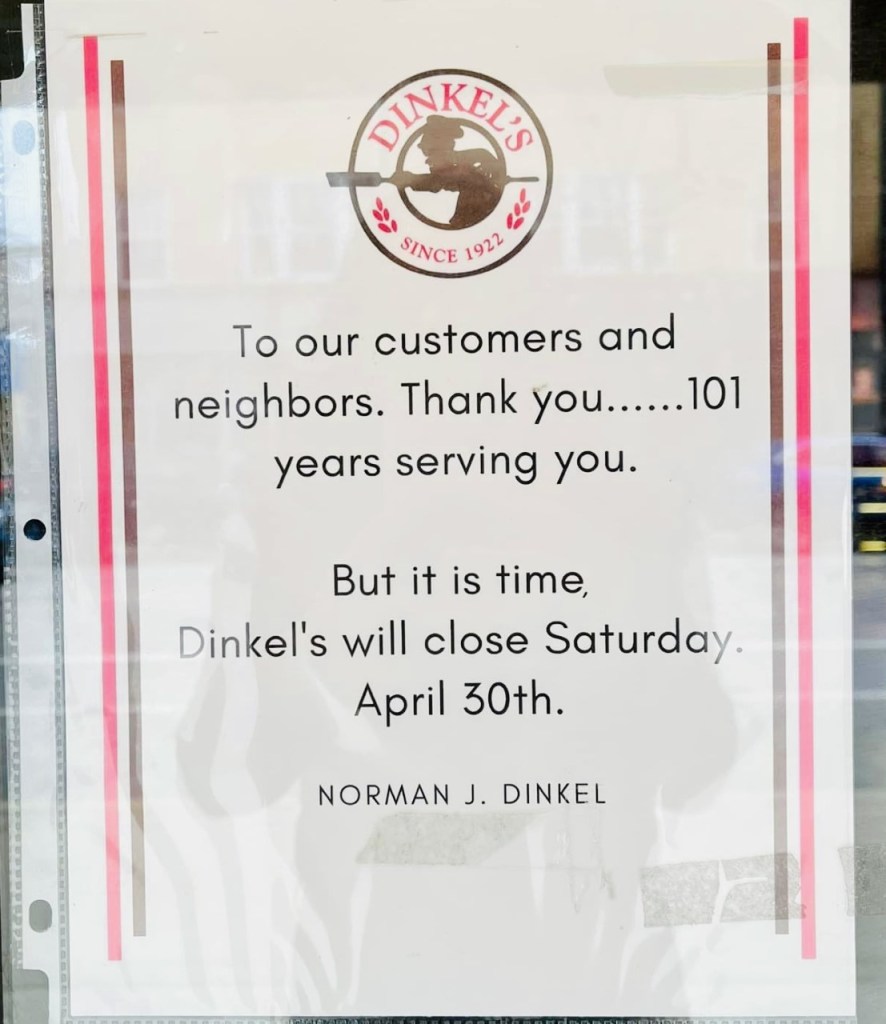 DINKEL'S
SINCE 1922
To our customers and
neighbors. Thank you......101
years serving you.
But it is time,
Dinkel's will close Saturday.
April 30th.
NORMAN J. DINKEL